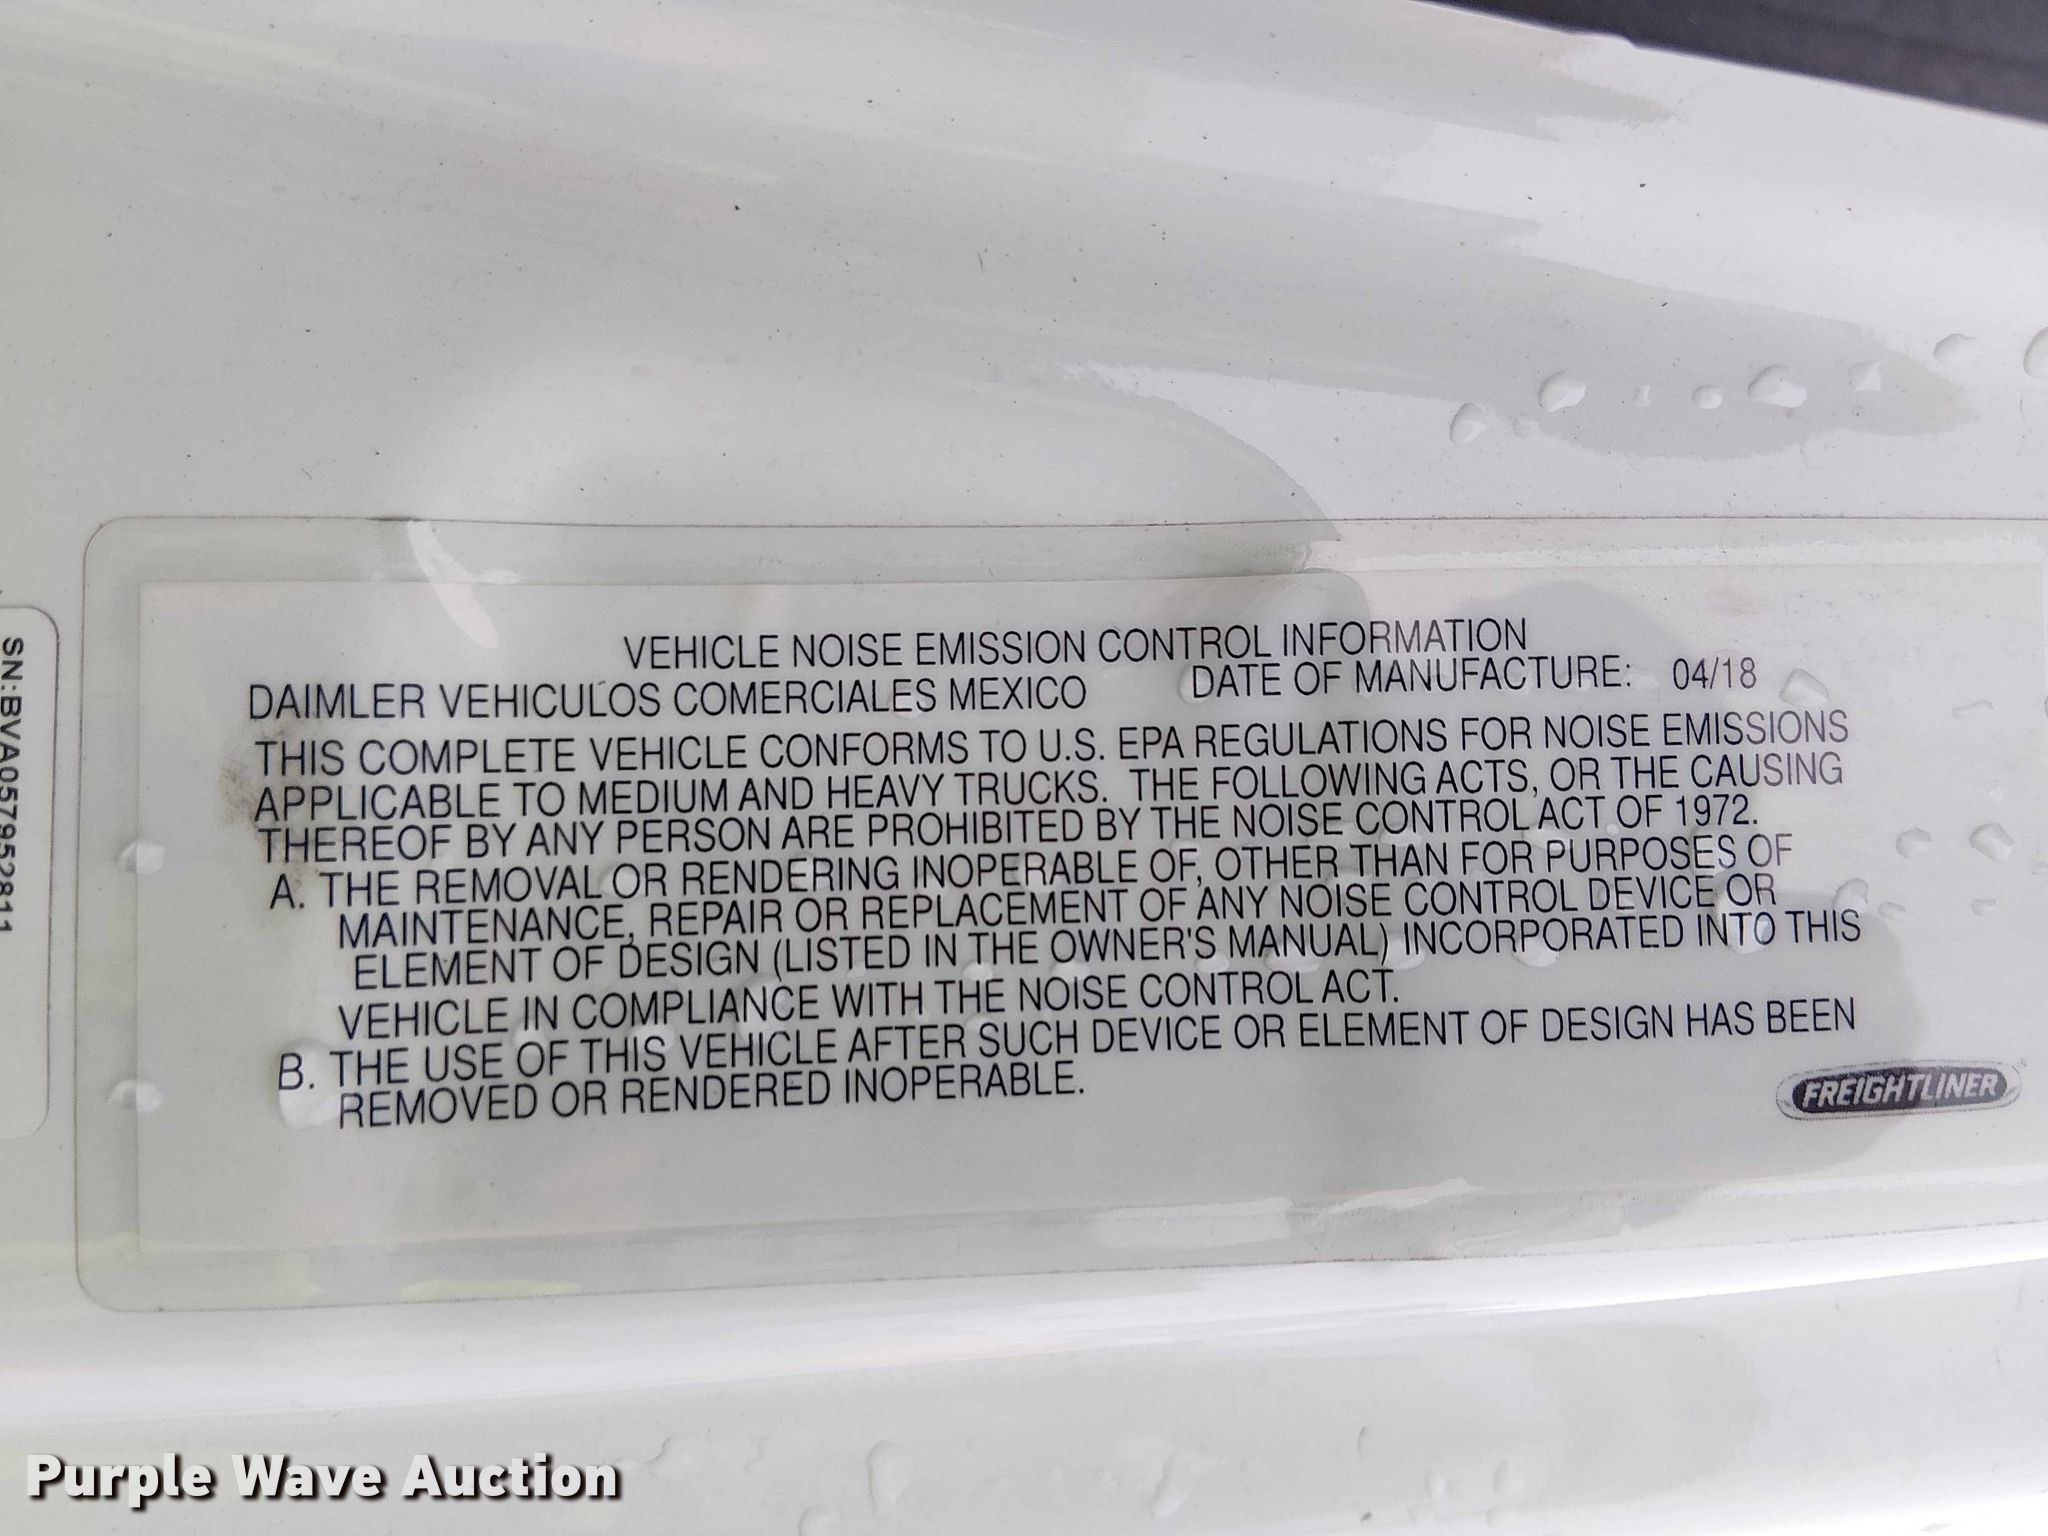 VEHICLE NOISE EMISSION CONTROL INFORMATION
DAIMLER VEHICULOS COMERCIALES MEXICO DATE OF MANUFACTURE: 04/18
THIS COMPLETE VEHICLE CONFORMS TO U.S. EPA REGULATIONS FOR NOISE EMISSIONS
APPLICABLE TO MEDIUM AND HEAVY TRUCKS. THE FOLLOWING ACTS, OR THE CAUSING
THEREOF BY ANY PERSON ARE PROHIBITED BY THE NOISE CONTROL ACT OF 1972.
A. THE REMOVAL OR RENDERING INOPERABLE OF, OTHER THAN FOR PURPOSES OF
MAINTENANCE, REPAIR OR REPLACEMENT OF ANY NOISE CONTROL DEVICE OR
ELEMENT OF DESIGN (LISTED IN THE OWNER'S MANUAL) INCORPORATED INTO THIS
VEHICLE IN COMPLIANCE WITH THE NOISE CONTROL ACT.
B. THE USE OF THIS VEHICLE AFTER SUCH DEVICE OR ELEMENT OF DESIGN HAS BEEN
REMOVED OR RENDERED INOPERABLE.
FREIGHTLINER
SN:BVA057952811
Purple Wave Auction